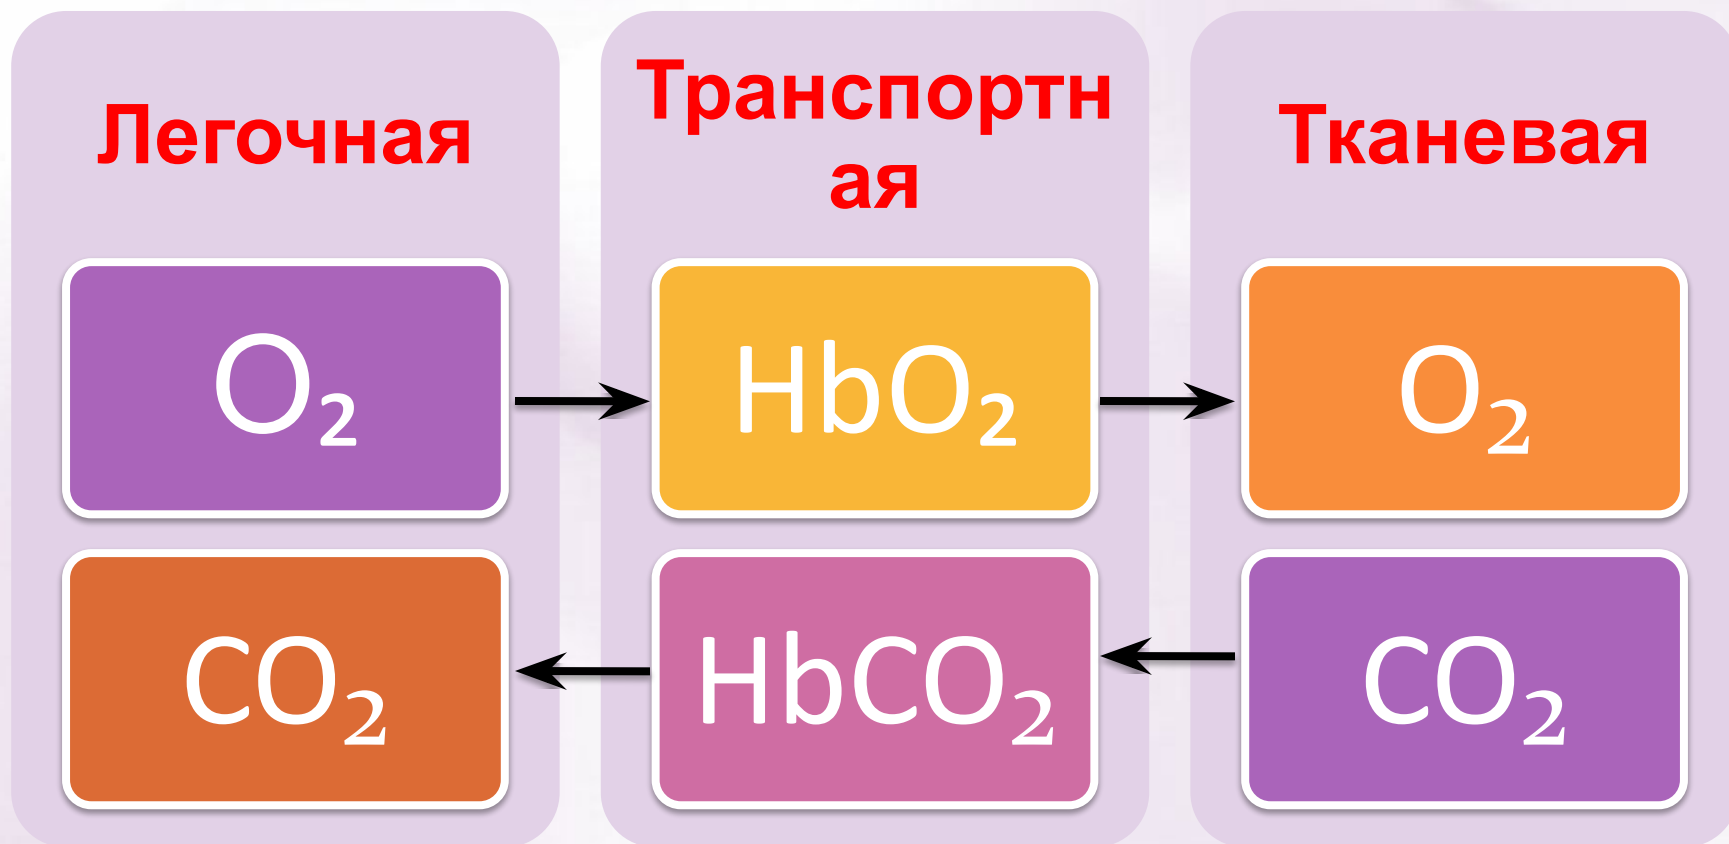 Легочная
Транспортн
ая
Тканевая
O₂
HbO₂
O₂
CO₂
HbCO₂
CO₂